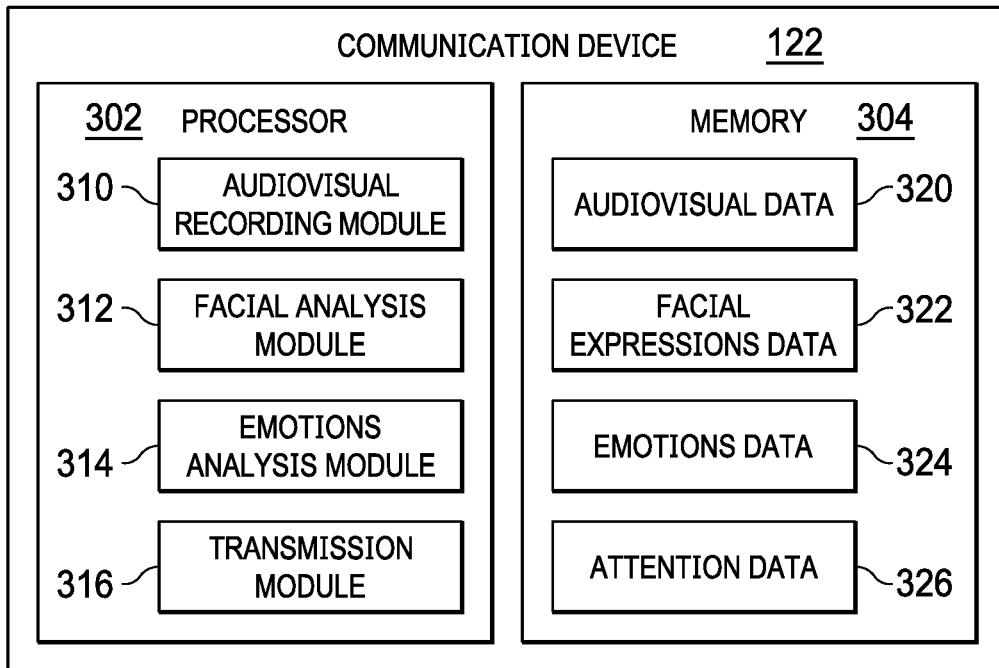 COMMUNICATION DEVICE 122
302 PROCESSOR
310 AUDIOVISUAL
RECORDING MODULE
312 FACIAL ANALYSIS
MODULE
314 EMOTIONS
ANALYSIS MODULE
316 TRANSMISSION
MODULE
MEMORY 304
AUDIOVISUAL DATA 320
FACIAL
EXPRESSIONS DATA 322
EMOTIONS DATA 324
ATTENTION DATA 326